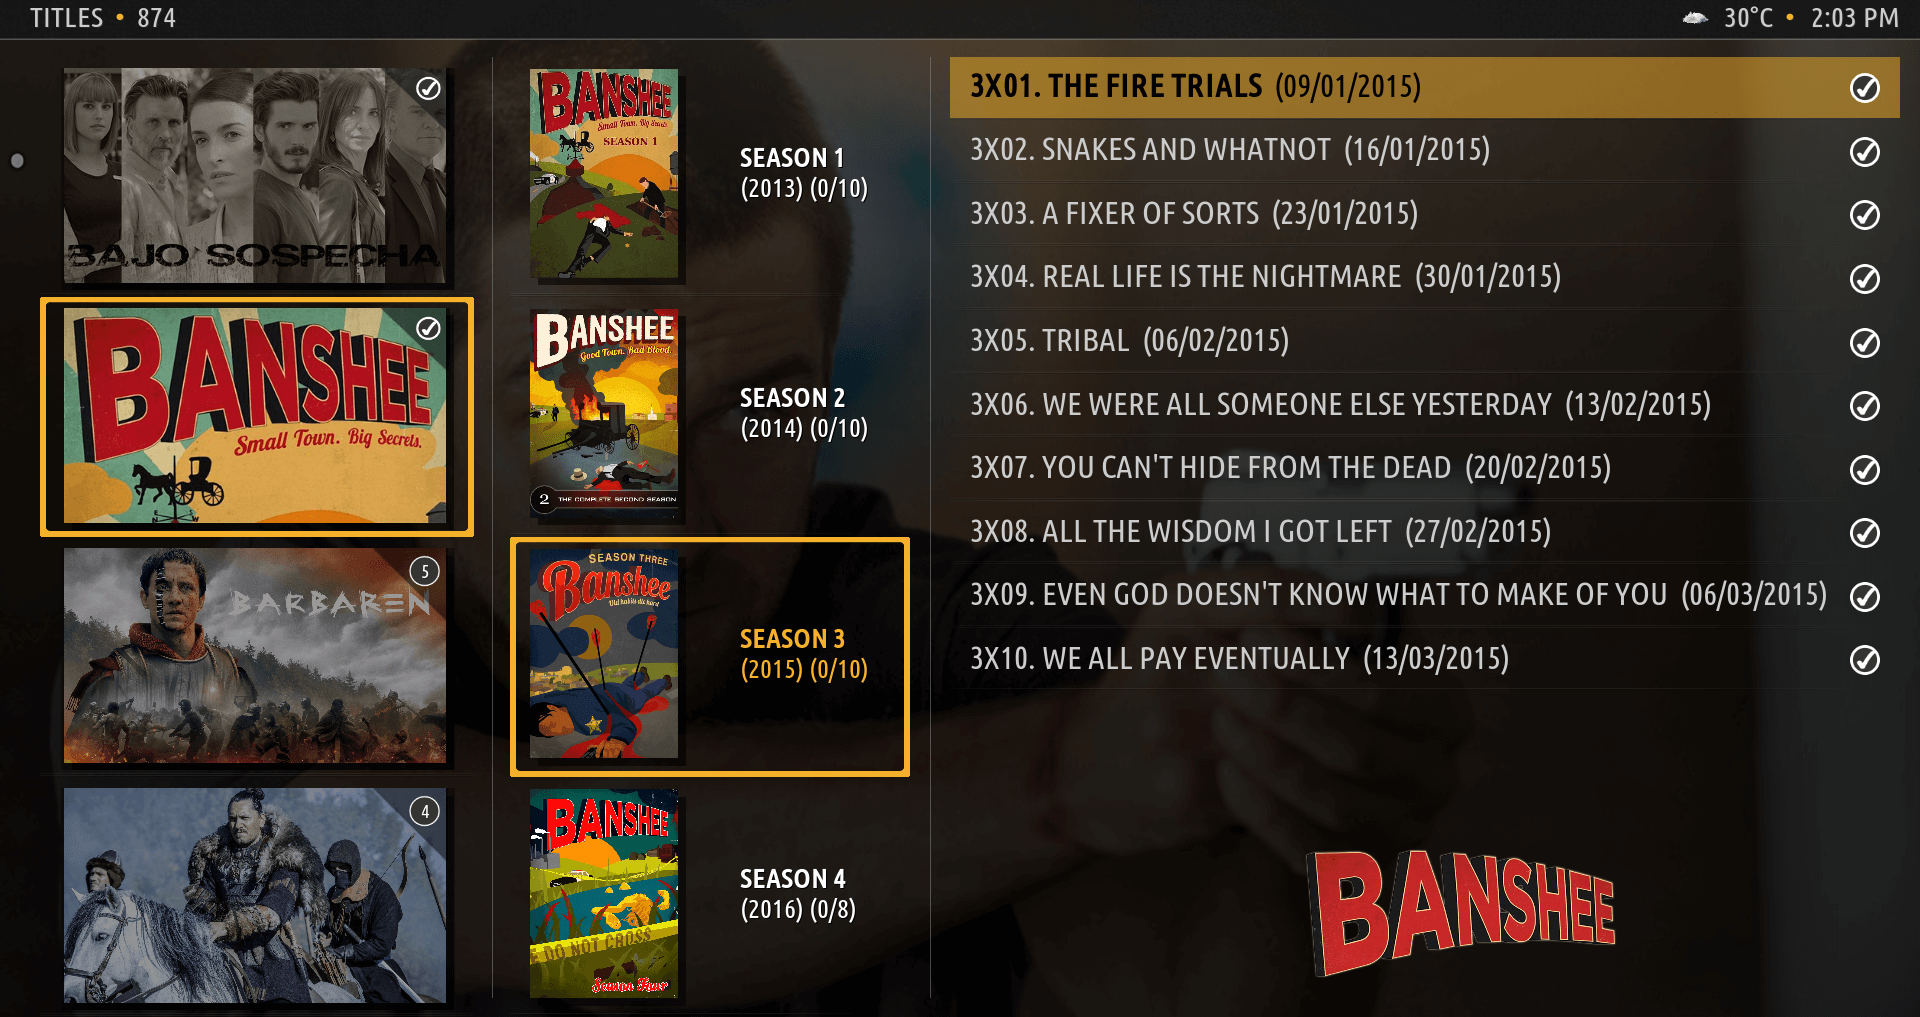 TITLES • 874
30°C • 2:03 PM
BAJO SOSPECHA
BANSHEE
Small Town. Big Secrets.
BARBAREN
5
4
BANSHEE
Small Town. Big Secrets.
SEASON 1
SEASON 1
(2013) (0/10)
BANSHEE
Good Town. Bad Blood.
2 THE COMPLETE SECOND SEASON
SEASON 2
(2014) (0/10)
SEASON THREE
Banshee
Old habits die hard
SEASON 3
(2015) (0/10)
BANSHEE
DO NOT CROSS
Season Four
SEASON 4
(2016) (0/8)
3X01. THE FIRE TRIALS (09/01/2015)
3X02. SNAKES AND WHATNOT (16/01/2015)
3X03. A FIXER OF SORTS (23/01/2015)
3X04. REAL LIFE IS THE NIGHTMARE (30/01/2015)
3X05. TRIBAL (06/02/2015)
3X06. WE WERE ALL SOMEONE ELSE YESTERDAY (13/02/2015)
3X07. YOU CAN'T HIDE FROM THE DEAD (20/02/2015)
3X08. ALL THE WISDOM I GOT LEFT (27/02/2015)
3X09. EVEN GOD DOESN'T KNOW WHAT TO MAKE OF YOU (06/03/2015)
3X10. WE ALL PAY EVENTUALLY (13/03/2015)
BANSHEE